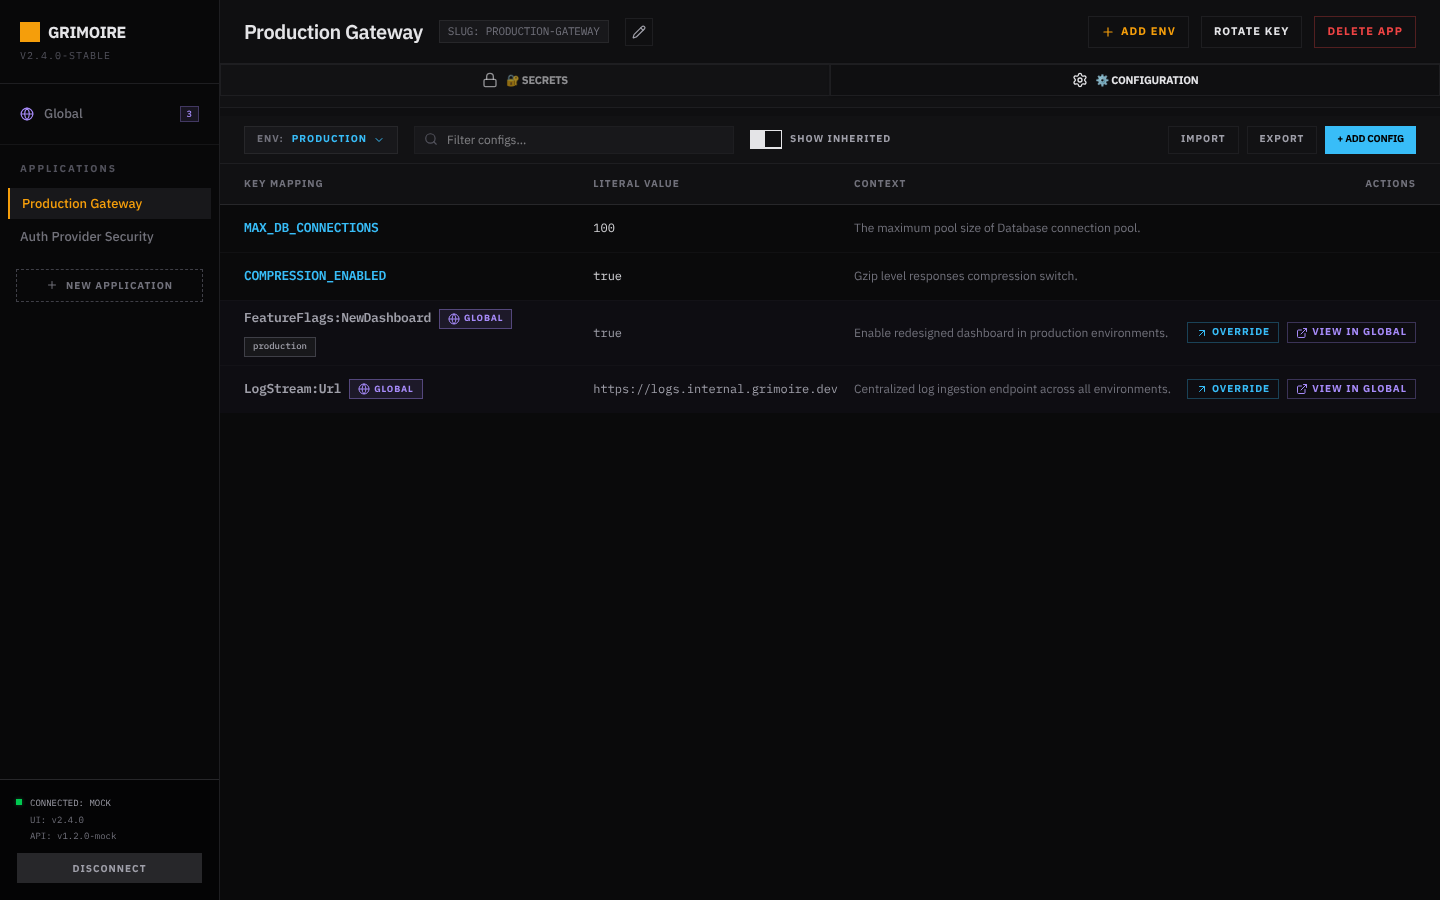 GRIMOIRE
V2.4.0-STABLE
Global
3
APPLICATIONS
Production Gateway
Auth Provider Security
NEW APPLICATION
CONNECTED: MOCK
UI: v2.4.0
API: v1.2.0-mock
DISCONNECT
Production Gateway
SLUG: PRODUCTION-GATEWAY
+ ADD ENV
ROTATE KEY
DELETE APP
🔐 SECRETS
⚙️ CONFIGURATION
ENV: PRODUCTION
Filter configs...
SHOW INHERITED
IMPORT
EXPORT
+ ADD CONFIG
KEY MAPPING LITERAL VALUE CONTEXT ACTIONS
MAX_DB_CONNECTIONS 100 The maximum pool size of Database connection pool.
COMPRESSION_ENABLED true Gzip level responses compression switch.
FeatureFlags:NewDashboard GLOBAL
production
true Enable redesigned dashboard in production environments. OVERRIDE VIEW IN GLOBAL
LogStream:Url GLOBAL https://logs.internal.grimoire.dev Centralized log ingestion endpoint across all environments. OVERRIDE VIEW IN GLOBAL